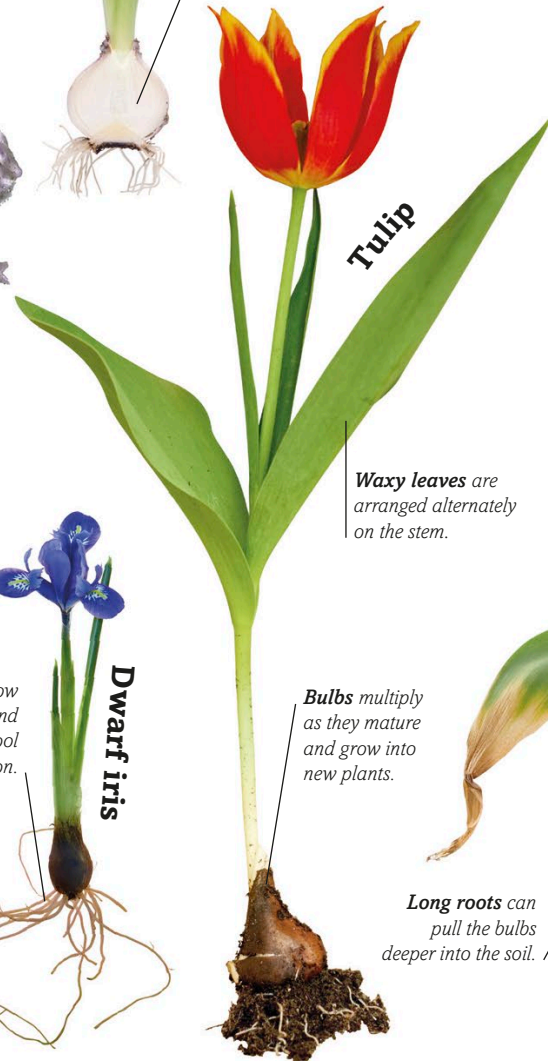 Tulip
Waxy leaves are
arranged alternately
on the stem.
Dwarf iris
Bulbs multiply
as they mature
and grow into
new plants.
Long roots can
pull the bulbs
deeper into the soil.